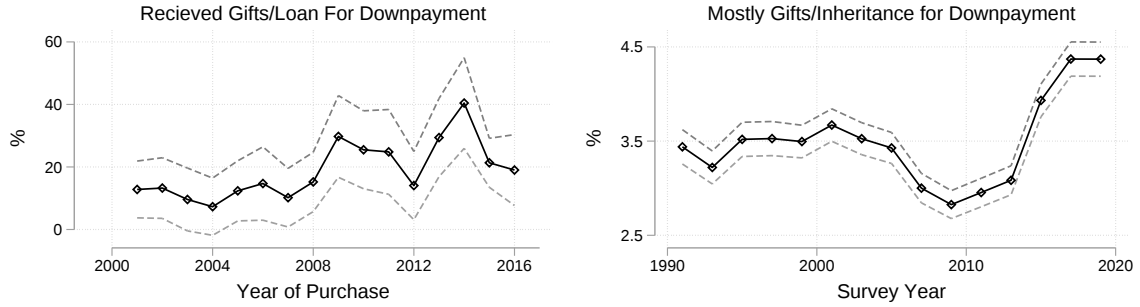 Recieved Gifts/Loan For Downpayment
60
40
20
0
%
2000 2004 2008 2012 2016
Year of Purchase
Mostly Gifts/Inheritance for Downpayment
4.5
3.5
2.5
%
1990 2000 2010 2020
Survey Year